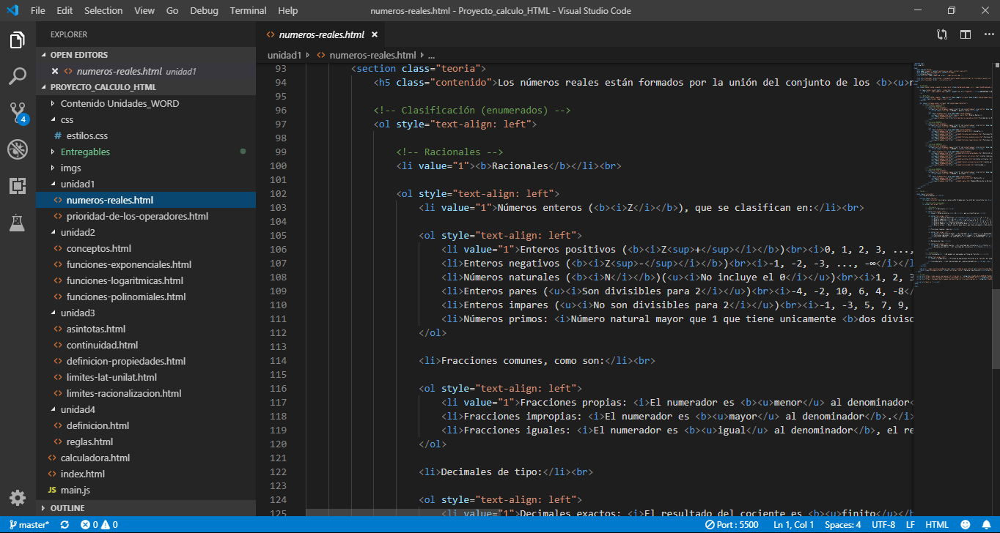 File Edit Selection View Go Debug Terminal Help
numeros-reales.html - Proyecto_calculo_HTML - Visual Studio Code
EXPLORER
OPEN EDITORS
numeros-reales.html unidad1
PROYECTO_CALCULO_HTML
Contenido Unidades_WORD
css
estilos.css
Entregables
imgs
unidad1
numeros-reales.html
prioridad-de-los-operadores.html
unidad2
conceptos.html
funciones-exponenciales.html
funciones-logaritmicas.html
funciones-polinomiales.html
unidad3
asintotas.html
continuidad.html
definicion-propiedades.html
limites-lat-unilat.html
limites-racionalizacion.html
unidad4
definicion.html
reglas.html
calculadora.html
index.html
JS main.js
OUTLINE
4
numeros-reales.html
unidad1 numeros-reales.html ...
93 <section class="teoria">
94 <h5 class="contenido">Los números reales están formados por la unión del conjunto de los <b><u>
95
96 <!-- Clasificación (enumerados) -->
97 <ol style="text-align: left">
98
99 <!-- Racionales -->
100 <li value="1"><b>Racionales</b></li><br>
101
102 <ol style="text-align: left">
103 <li value="1">Números enteros (<b><i>Z</i></b>), que se clasifican en:</li><br>
104
105 <ol style="text-align: left">
106 <li value="1">Enteros positivos (<b><i>Z<sup>+</sup></i></b>)<br><i>0, 1, 2, 3, ...,
107 <li>Enteros negativos (<b><i>Z<sup>-</sup></i></b>)<br><i>-1, -2, -3, ..., -∞</i></l
108 <li>Números naturales (<b><i>N</i></b>)(<u><i>No incluye el 0</i></u>)<br><i>1, 2, 3
109 <li>Enteros pares (<u><i>Son divisibles para 2</i></u>)<br><i>-4, -2, 10, 6, 4, -8</
110 <li>Enteros impares (<u><i>No son divisibles para 2</i></u>)<br><i>-1, -3, 5, 7, 9,
111 <li>Números primos: <i>Número natural mayor que 1 que tiene unicamente <b>dos diviso
112 </ol>
113
114 <li>Fracciones comunes, como son:</li><br>
115
116 <ol style="text-align: left">
117 <li value="1">Fracciones propias: <i>El numerador es <b><u>menor</u> al denominador<
118 <li>Fracciones impropias: <i>El numerador es <b><u>mayor</u> al denominador</b>.</i>
119 <li>Fracciones iguales: <i>El numerador es <b><u>igual</u> al denominador</b>, el re
120 </ol>
121
122 <li>Decimales de tipo:</li><br>
123
124 <ol style="text-align: left">
125 <li value="1">Decimales exactos: <i>El resultado del cociente es <b><u>finito</u></b
master* 0 0 Port : 5500 Ln 1, Col 1 Spaces: 4 UTF-8 LF HTML